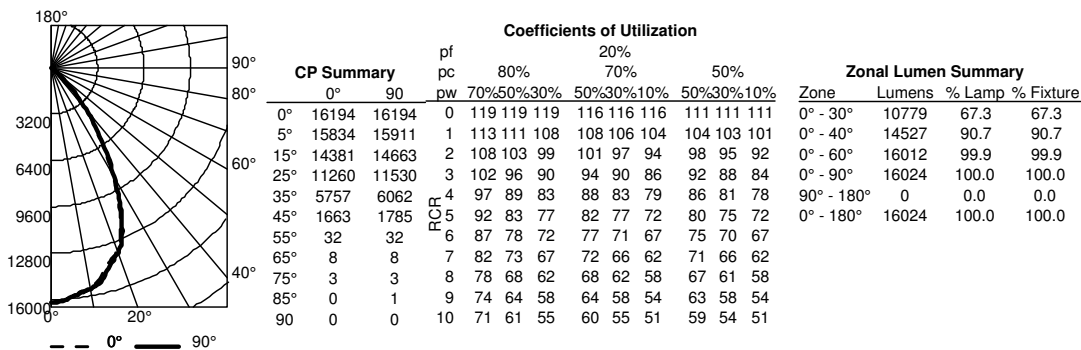 180°
90°
80°
60°
40°
3200
6400
9600
12800
16000
0° 20°
0° 90°
CP Summary
0° 90
0° 16194 16194
5° 15834 15911
15° 14381 14663
25° 11260 11530
35° 5757 6062
45° 1663 1785
55° 32 32
65° 8 8
75° 3 3
85° 0 1
90 0 0
Coefficients of Utilization
pf 20%
pc 80% 70% 50%
pw 70%50%30% 50%30%10% 50%30%10%
RCR
0 119 119 119 116 116 116 111 111 111
1 113 111 108 108 106 104 104 103 101
2 108 103 99 101 97 94 98 95 92
3 102 96 90 94 90 86 92 88 84
4 97 89 83 88 83 79 86 81 78
5 92 83 77 82 77 72 80 75 72
6 87 78 72 77 71 67 75 70 67
7 82 73 67 72 66 62 71 66 62
8 78 68 62 68 62 58 67 61 58
9 74 64 58 64 58 54 63 58 54
10 71 61 55 60 55 51 59 54 51
Zonal Lumen Summary
Zone Lumens % Lamp % Fixture
0° - 30° 10779 67.3 67.3
0° - 40° 14527 90.7 90.7
0° - 60° 16012 99.9 99.9
0° - 90° 16024 100.0 100.0
90° - 180° 0 0.0 0.0
0° - 180° 16024 100.0 100.0